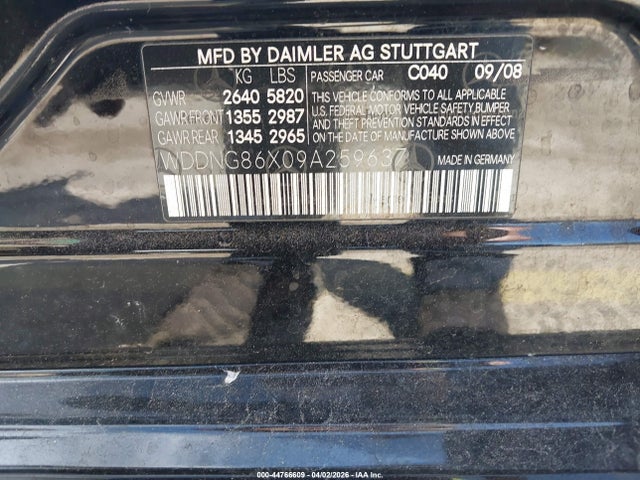 MFD BY DAIMLER AG STUTTGART
KG LBS PASSENGER CAR C040 09/08
GVWR 2640 5820 THIS VEHICLE CONFORMS TO ALL APPLICABLE
GAWR FRONT 1355 2987 U.S. FEDERAL MOTOR VEHICLE SAFETY, BUMPER
GAWR REAR 1345 2965 AND THEFT PREVENTION STANDARDS IN EFFECT
ON THE DATE OF MANUFACTURE SHOWN ABOVE.
WDDNG86X09A259637 MADE IN GERMANY
000-44766609 - 04/02/2026 - IAA Inc.